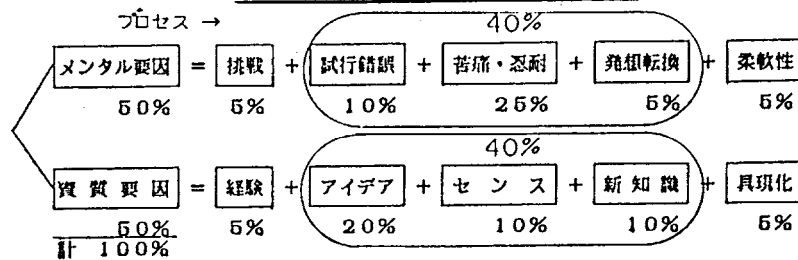 プロセス → 40%
メンタル要因 = 挑戦 + 試行錯誤 + 苦痛・忍耐 + 発想転換 + 柔軟性
50% 5% 10% 25% 5% 5%
40%
資質要因 = 経験 + アイデア + センス + 新知識 + 具現化
50% 5% 20% 10% 10% 5%
計 100%